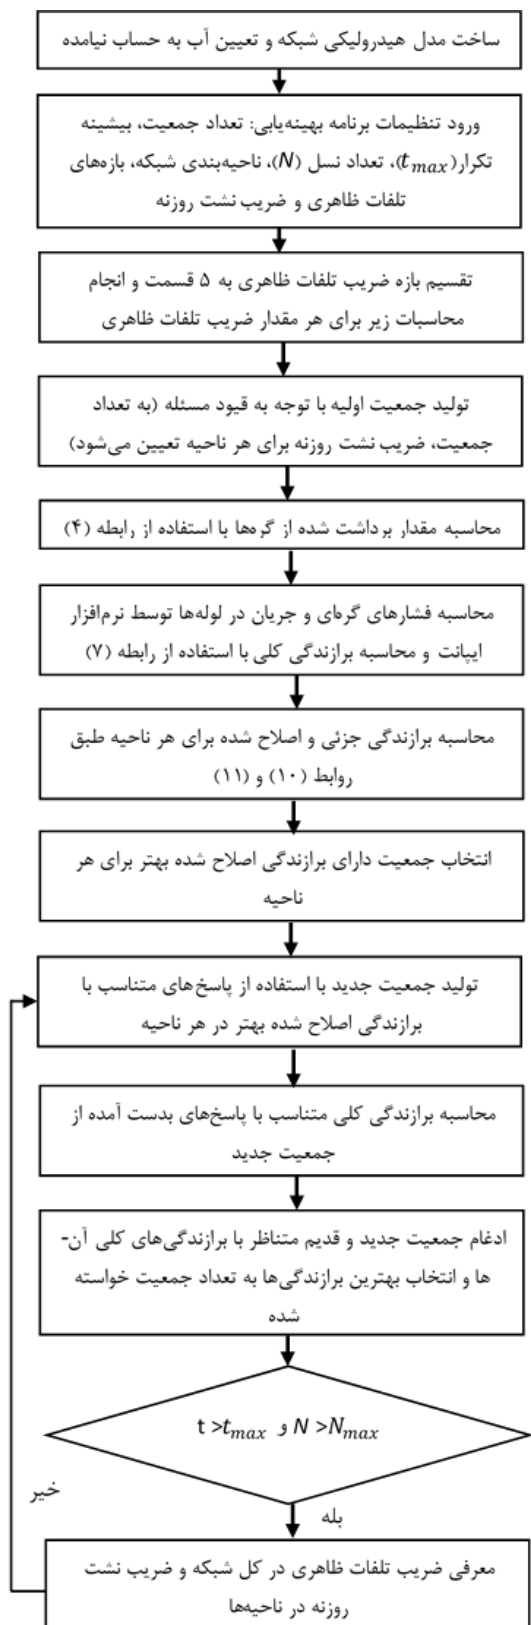 ساخت مدل هیدرولیکی شبکه و تعیین آب به حساب نیامده
ورود تنظیمات برنامه بهینه‌یابی: تعداد جمعیت، بیشینه
تکرار(t_max)، تعداد نسل (N)، ناحیه‌بندی شبکه، بازه‌های
تلفات ظاهری و ضریب نشت روزنه
تقسیم بازه ضریب تلفات ظاهری به ۵ قسمت و انجام
محاسبات زیر برای هر مقدار ضریب تلفات ظاهری
تولید جمعیت اولیه با توجه به قیود مسئله (به تعداد
جمعیت، ضریب نشت روزنه برای هر ناحیه تعیین می‌شود)
محاسبه مقدار برداشت شده از گره‌ها با استفاده از رابطه (۴)
محاسبه فشارهای گره‌ای و جریان در لوله‌ها توسط نرم‌افزار
ایپانت و محاسبه برازندگی کلی با استفاده از رابطه (۷)
محاسبه برازندگی جزئی و اصلاح شده برای هر ناحیه طبق
روابط (۱۰) و (۱۱)
انتخاب جمعیت دارای برازندگی اصلاح شده بهتر برای هر
ناحیه
تولید جمعیت جدید با استفاده از پاسخ‌های متناسب با
برازندگی اصلاح شده بهتر در هر ناحیه
محاسبه برازندگی کلی متناسب با پاسخ‌های بدست آمده از
جمعیت جدید
ادغام جمعیت جدید و قدیم متناظر با برازندگی‌های کلی آن-
ها و انتخاب بهترین برازندگی‌ها به تعداد جمعیت خواسته
شده
t >t_max و N >N_max
خیر
بله
معرفی ضریب تلفات ظاهری در کل شبکه و ضریب نشت
روزنه در ناحیه‌ها